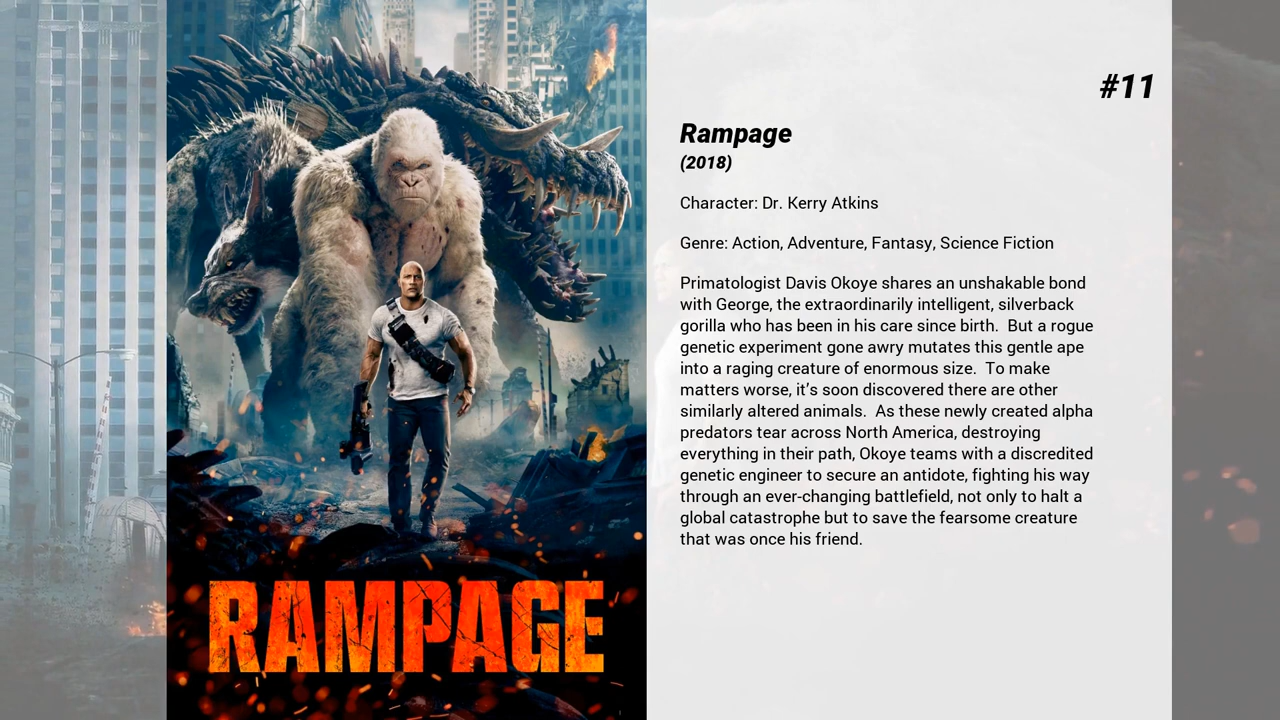 #11
Rampage
(2018)
Character: Dr. Kerry Atkins
Genre: Action, Adventure, Fantasy, Science Fiction
Primatologist Davis Okoye shares an unshakable bond
with George, the extraordinarily intelligent, silverback
gorilla who has been in his care since birth.  But a rogue
genetic experiment gone awry mutates this gentle ape
into a raging creature of enormous size.  To make
matters worse, it’s soon discovered there are other
similarly altered animals.  As these newly created alpha
predators tear across North America, destroying
everything in their path, Okoye teams with a discredited
genetic engineer to secure an antidote, fighting his way
through an ever-changing battlefield, not only to halt a
global catastrophe but to save the fearsome creature
that was once his friend.
RAMPAGE